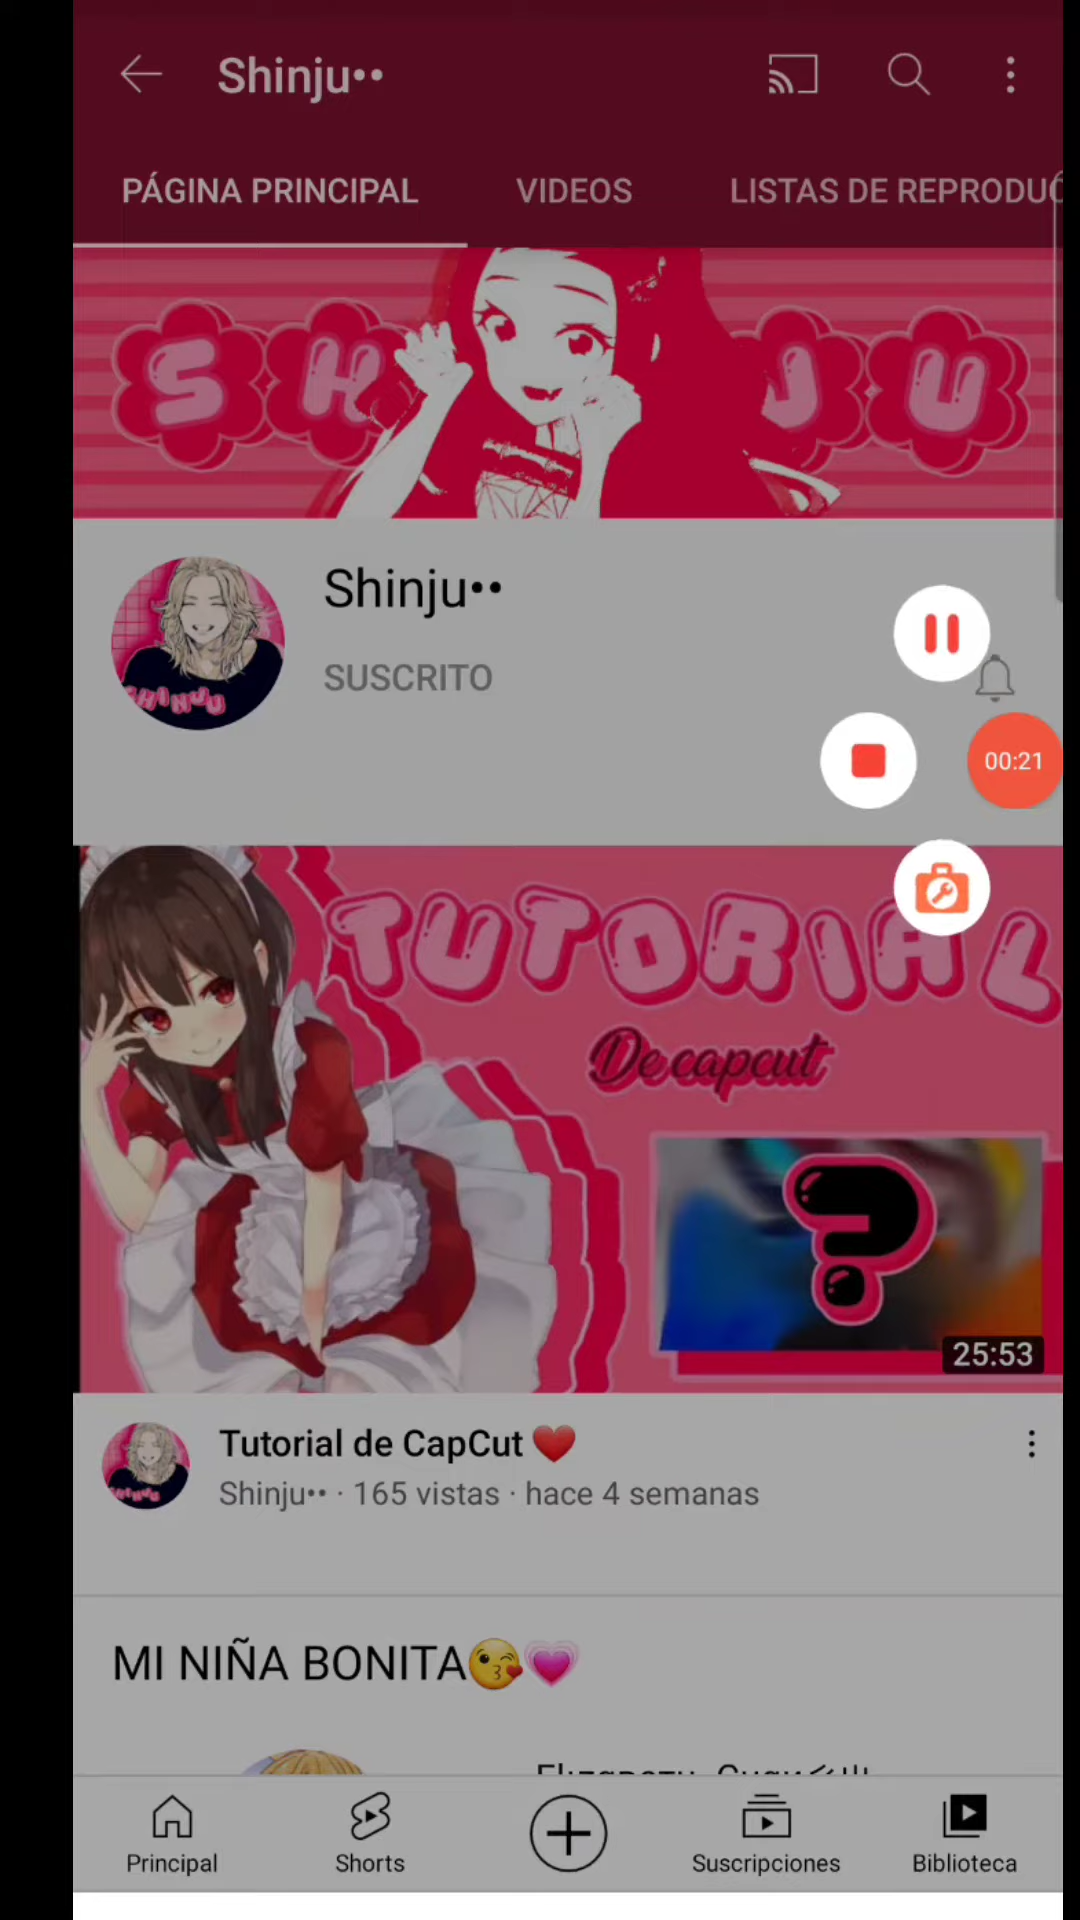 Shinju••
PÁGINA PRINCIPAL VIDEOS LISTAS DE REPRODUC
S H J U
Shinju••
SUSCRITO
00:21
SHINJU
TUTORIAL
De capcut
?
25:53
Tutorial de CapCut ❤️
Shinju•• · 165 vistas · hace 4 semanas
MI NIÑA BONITA😘💗
Principal Shorts Suscripciones Biblioteca